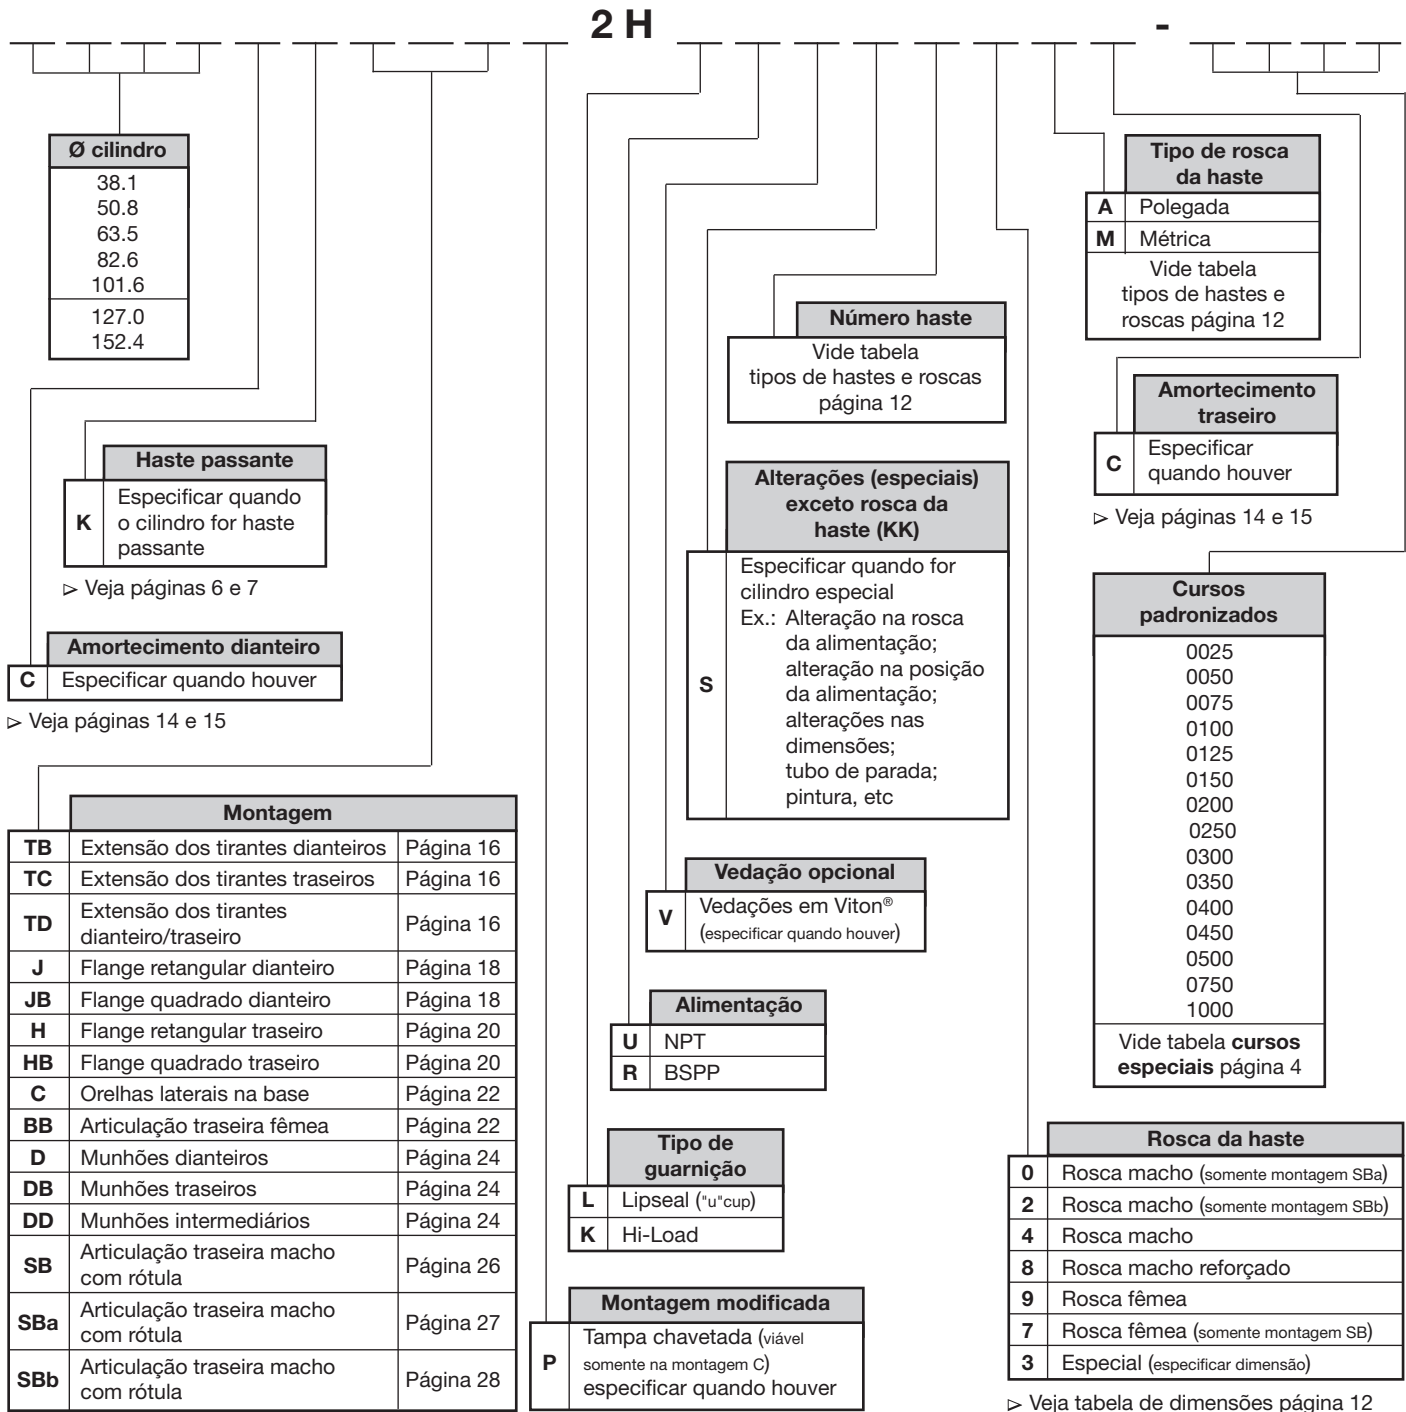 2 H
-
Ø cilindro
38.1
50.8
63.5
82.6
101.6
127.0
152.4
Haste passante
K
Especificar quando
o cilindro for haste
passante
▷ Veja páginas 6 e 7
Amortecimento dianteiro
C Especificar quando houver
▷ Veja páginas 14 e 15
Montagem
TB Extensão dos tirantes dianteiros Página 16
TC Extensão dos tirantes traseiros Página 16
TD Extensão dos tirantes
dianteiro/traseiro Página 16
J Flange retangular dianteiro Página 18
JB Flange quadrado dianteiro Página 18
H Flange retangular traseiro Página 20
HB Flange quadrado traseiro Página 20
C Orelhas laterais na base Página 22
BB Articulação traseira fêmea Página 22
D Munhões dianteiros Página 24
DB Munhões traseiros Página 24
DD Munhões intermediários Página 24
SB Articulação traseira macho
com rótula Página 26
SBa Articulação traseira macho
com rótula Página 27
SBb Articulação traseira macho
com rótula Página 28
Número haste
Vide tabela
tipos de hastes e roscas
página 12
Alterações (especiais)
exceto rosca da
haste (KK)
S
Especificar quando for
cilindro especial
Ex.: Alteração na rosca
da alimentação;
alteração na posição
da alimentação;
alterações nas
dimensões;
tubo de parada;
pintura, etc
Vedação opcional
V
Vedações em Viton®
(especificar quando houver)
Alimentação
U NPT
R BSPP
Tipo de
guarnição
L Lipseal ("u"cup)
K Hi-Load
Montagem modificada
P
Tampa chavetada (viável
somente na montagem C)
especificar quando houver
Tipo de rosca
da haste
A Polegada
M Métrica
Vide tabela
tipos de hastes e
roscas página 12
Amortecimento
traseiro
C
Especificar
quando houver
▷ Veja páginas 14 e 15
Cursos
padronizados
0025
0050
0075
0100
0125
0150
0200
0250
0300
0350
0400
0450
0500
0750
1000
Vide tabela cursos
especiais página 4
Rosca da haste
0 Rosca macho (somente montagem SBa)
2 Rosca macho (somente montagem SBb)
4 Rosca macho
8 Rosca macho reforçado
9 Rosca fêmea
7 Rosca fêmea (somente montagem SB)
3 Especial (especificar dimensão)
▷ Veja tabela de dimensões página 12